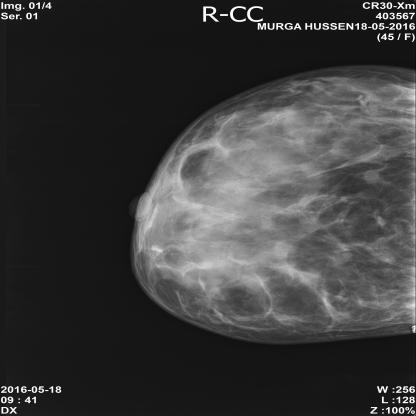 Img. 01/4
Ser. 01
R-CC
CR30-Xm
403567
MURGA HUSSEN18-05-2016
(45 / F)
2016-05-18
09 : 41
DX
W :256
L :128
Z :100%